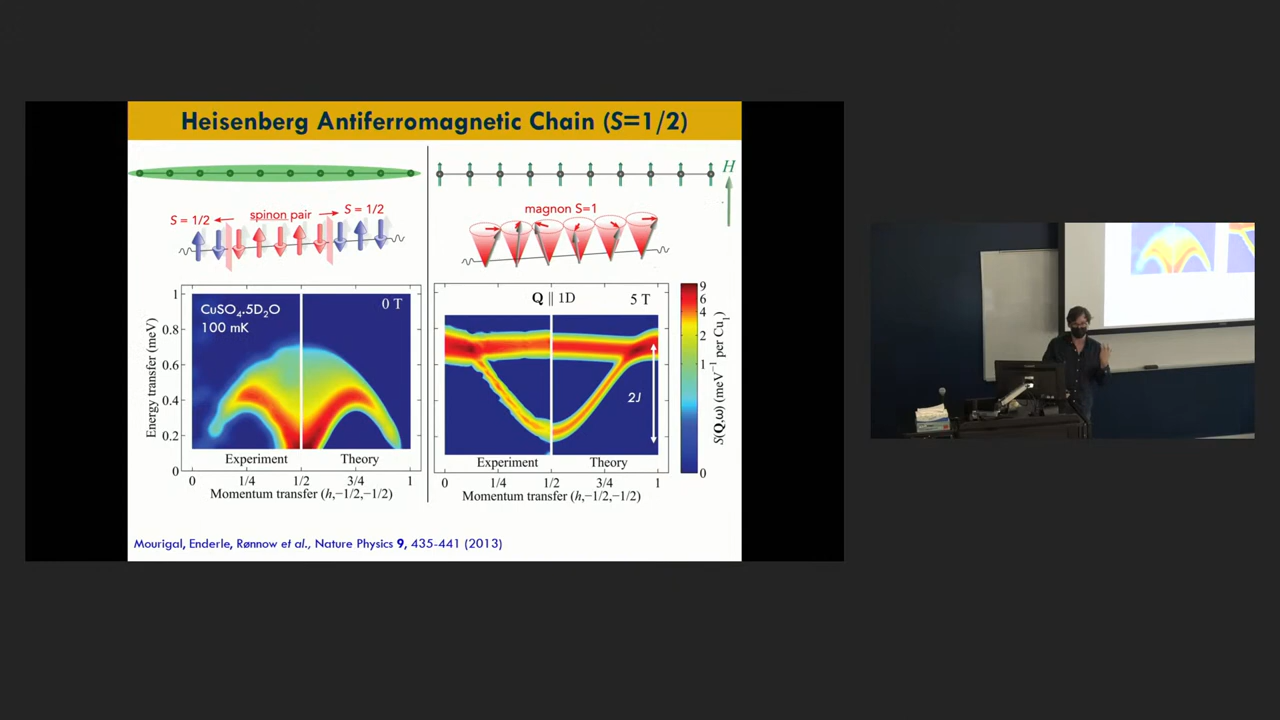 Heisenberg Antiferromagnetic Chain (S=1/2)
H
S = 1/2
spinon pair
S = 1/2
magnon S=1
CuSO₄.5D₂O
100 mK
0 T
Energy transfer (meV)
1
0.8
0.6
0.4
0.2
0
Experiment
Theory
0
1/4
1/2
3/4
1
Momentum transfer (h,−1/2,−1/2)
Q || 1D
5 T
2J
Experiment
Theory
0
1/4
1/2
3/4
1
Momentum transfer (h,−1/2,−1/2)
9
6
4
2
1
0
S(Q,ω) (meV⁻¹ per Cu₁)
Mourigal, Enderle, Rønnow et al., Nature Physics 9, 435-441 (2013)